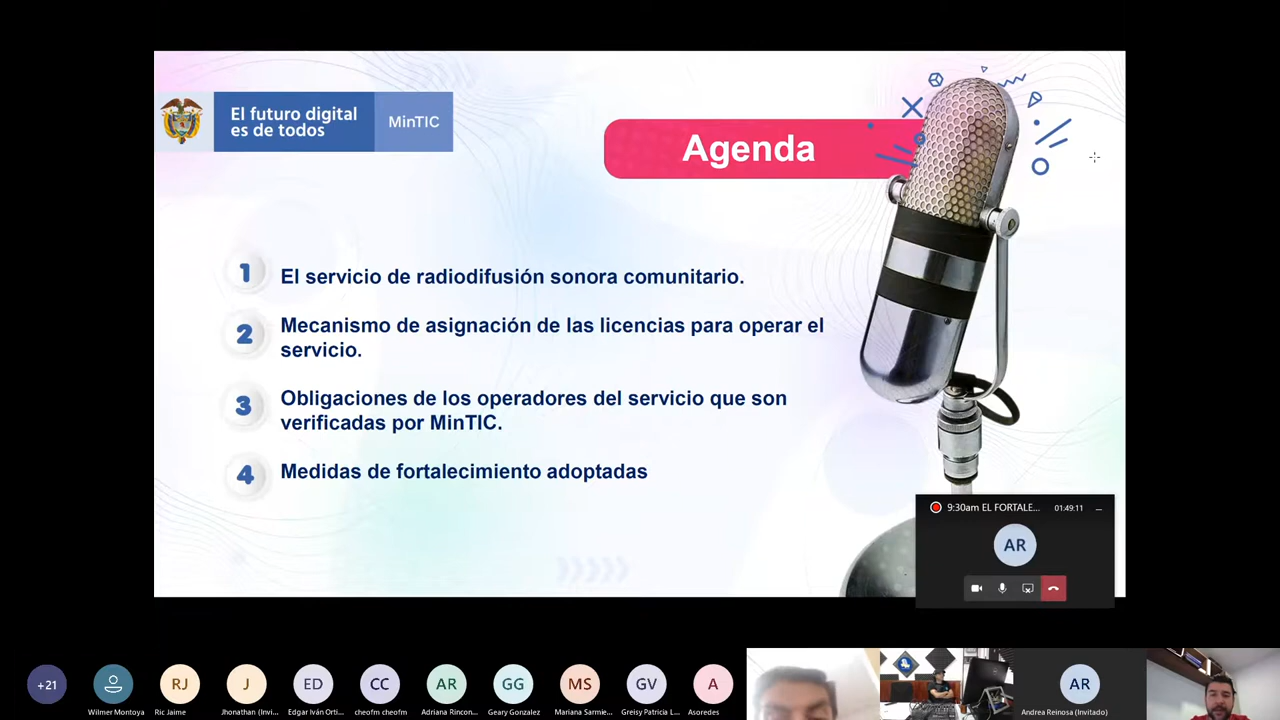 El futuro digital
es de todos
MinTIC
Agenda
1
El servicio de radiodifusión sonora comunitario.
2
Mecanismo de asignación de las licencias para operar el
servicio.
3
Obligaciones de los operadores del servicio que son
verificadas por MinTIC.
4
Medidas de fortalecimiento adoptadas
9:30am EL FORTALE...
01:49:11
AR
+21
RJ
J
ED
CC
AR
GG
MS
GV
A
AR
Wilmer Montoya
Ric Jaime
Jhonathan (Invi...
Edgar Iván Orti...
cheofm cheofm
Adriana Rincon...
Geary Gonzalez
Mariana Sarmie...
Greisy Patricia L...
Asoredes
Andrea Reinosa (Invitado)